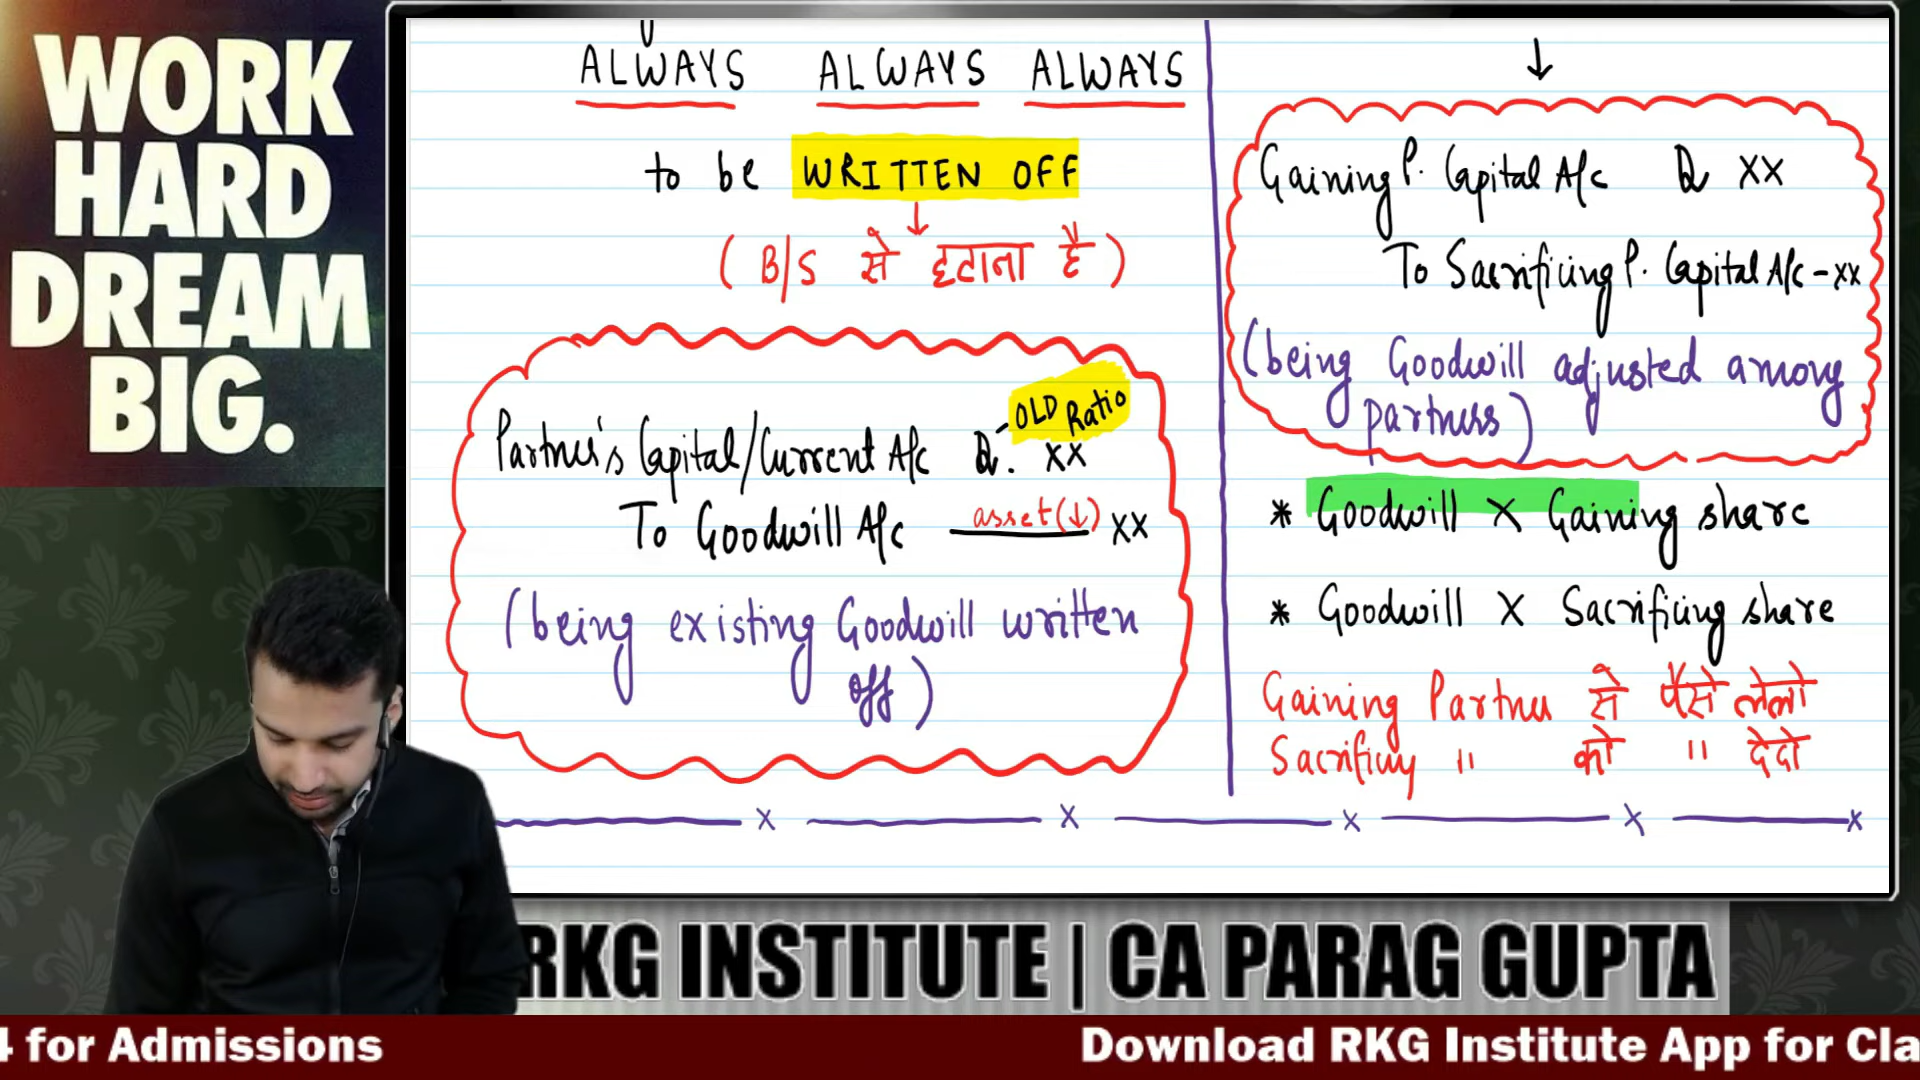 WORK
HARD
DREAM
BIG.
ALWAYS ALWAYS ALWAYS
to be WRITTEN OFF
( B/S से हटाना है )
Partner's Capital/Current A/c Dr. XX
- OLD Ratio
To Goodwill A/c asset(↓) XX
(being existing Goodwill written
off)
↓
Gaining P. Capital A/c Dr XX
To Sacrificing P. Capital A/c - XX
(being Goodwill adjusted among
partners)
* Goodwill X Gaining share
* Goodwill X Sacrificing share
Gaining Partner से पैसे लेलो
Sacrificing " को " देदो
x x x x x
RKG INSTITUTE | CA PARAG GUPTA
4 for Admissions
Download RKG Institute App for Cla